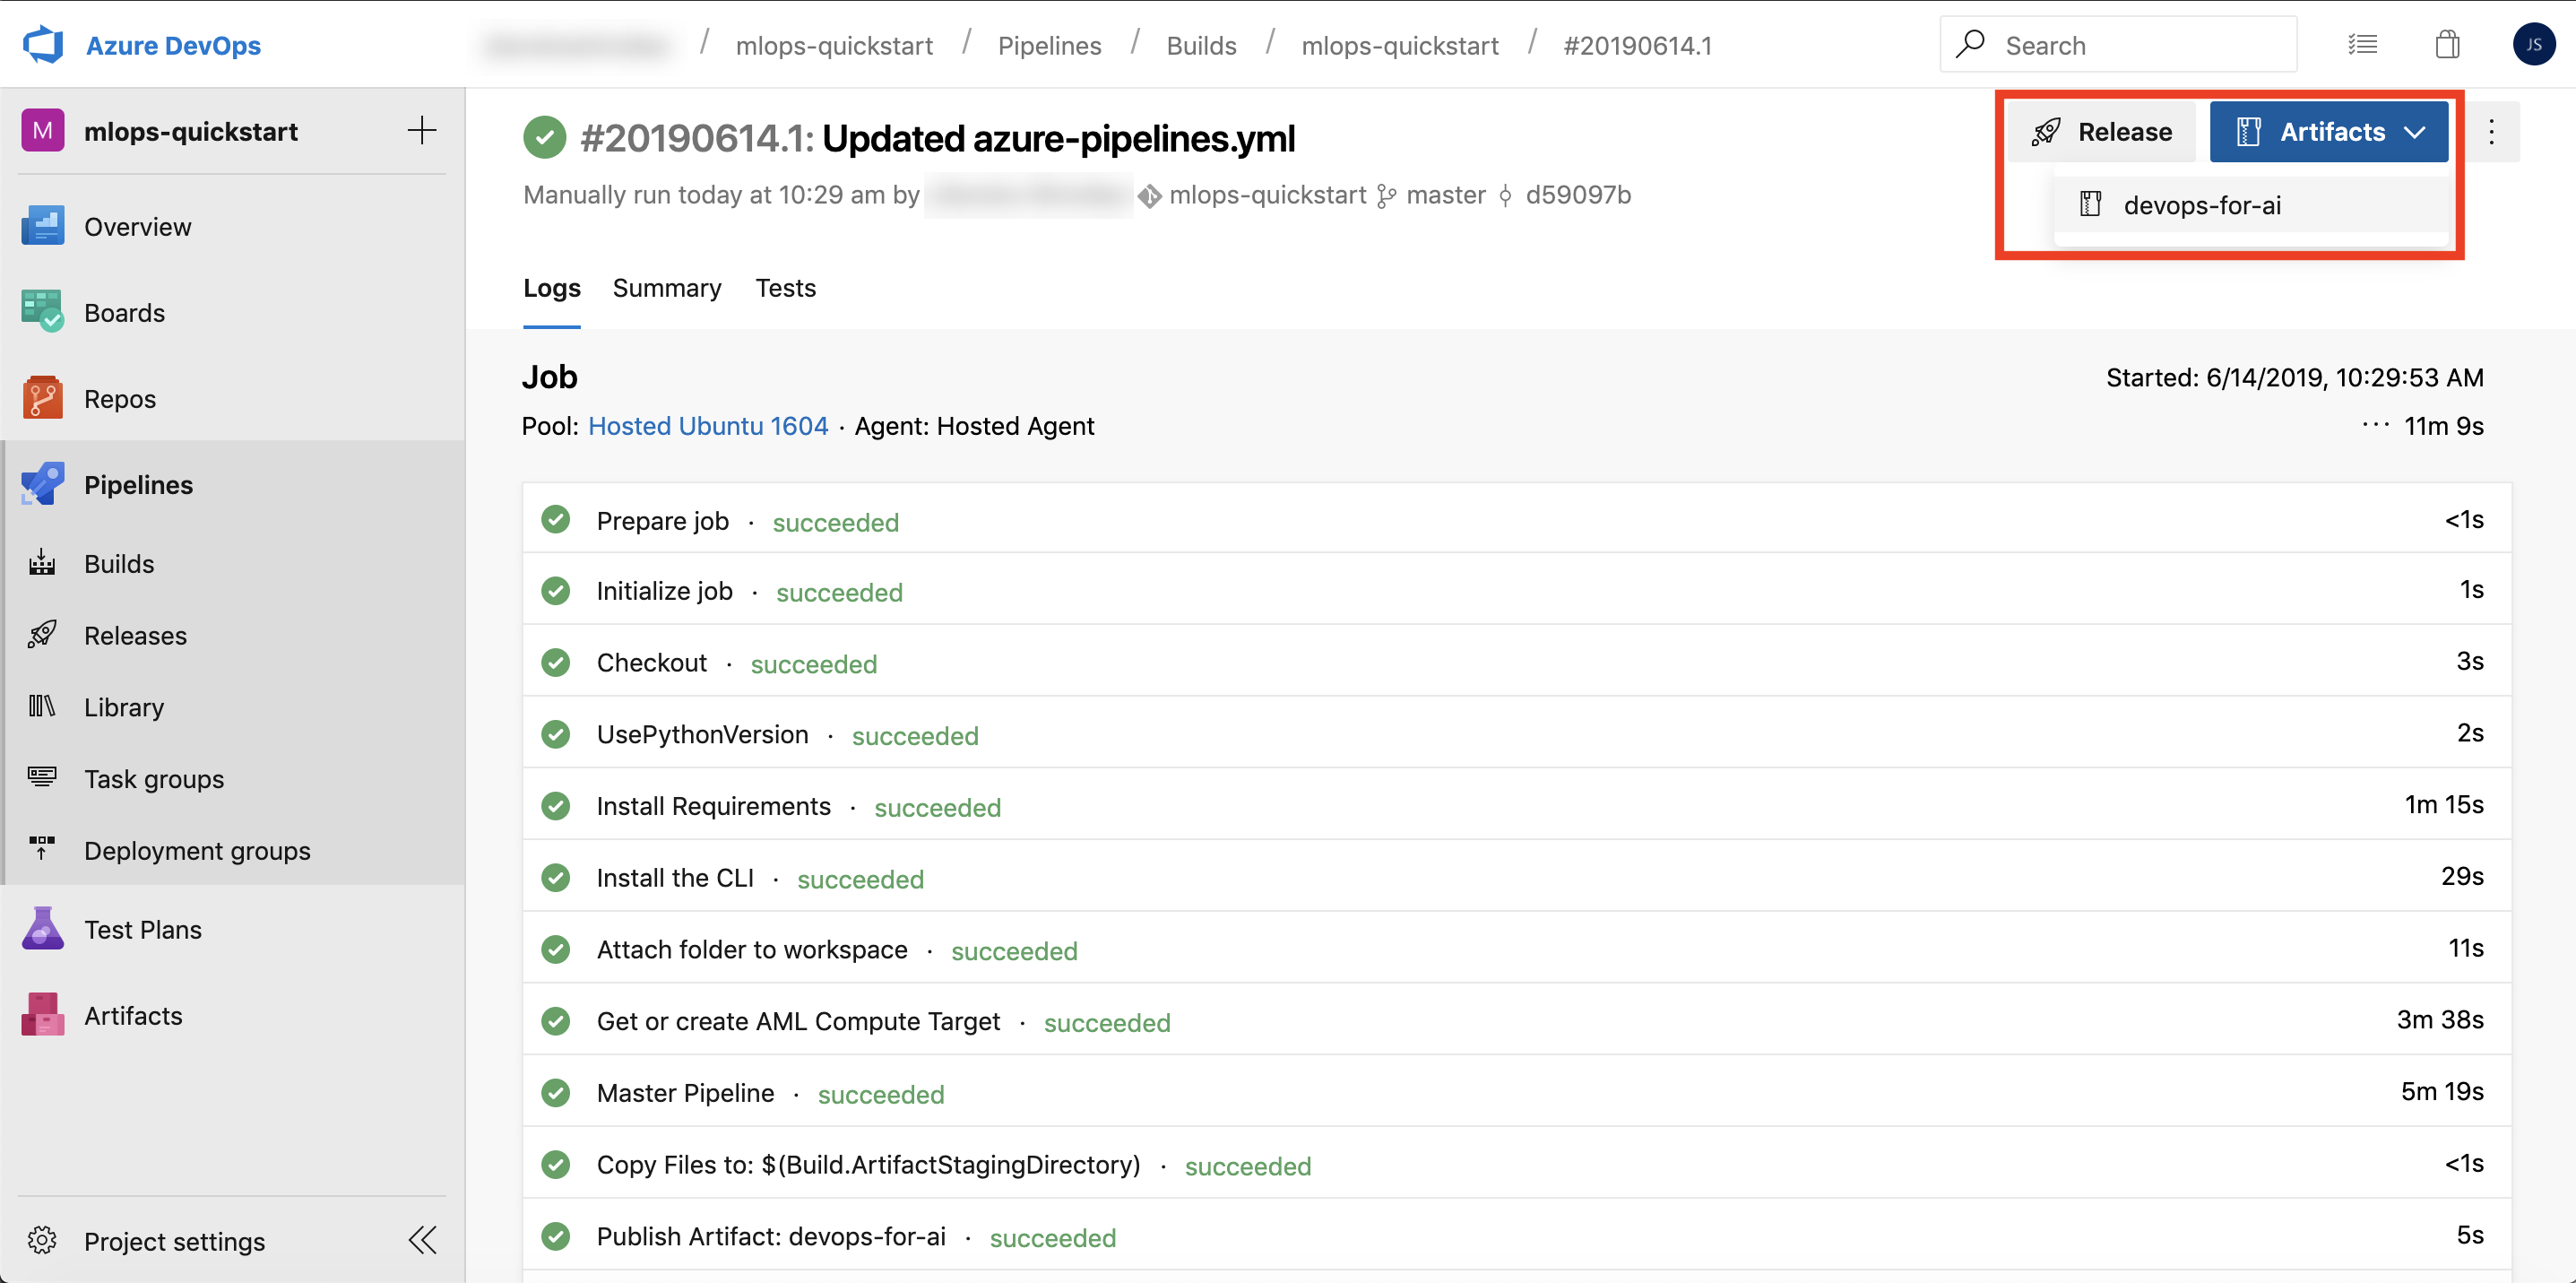 Azure DevOps / mlops-quickstart / Pipelines / Builds / mlops-quickstart / #20190614.1 Search JS
M mlops-quickstart
Overview
Boards
Repos
Pipelines
Builds
Releases
Library
Task groups
Deployment groups
Test Plans
Artifacts
Project settings
#20190614.1: Updated azure-pipelines.yml
Release Artifacts
devops-for-ai
Manually run today at 10:29 am by mlops-quickstart master d59097b
Logs Summary Tests
Job Started: 6/14/2019, 10:29:53 AM
Pool: Hosted Ubuntu 1604 · Agent: Hosted Agent ··· 11m 9s
Prepare job · succeeded <1s
Initialize job · succeeded 1s
Checkout · succeeded 3s
UsePythonVersion · succeeded 2s
Install Requirements · succeeded 1m 15s
Install the CLI · succeeded 29s
Attach folder to workspace · succeeded 11s
Get or create AML Compute Target · succeeded 3m 38s
Master Pipeline · succeeded 5m 19s
Copy Files to: $(Build.ArtifactStagingDirectory) · succeeded <1s
Publish Artifact: devops-for-ai · succeeded 5s